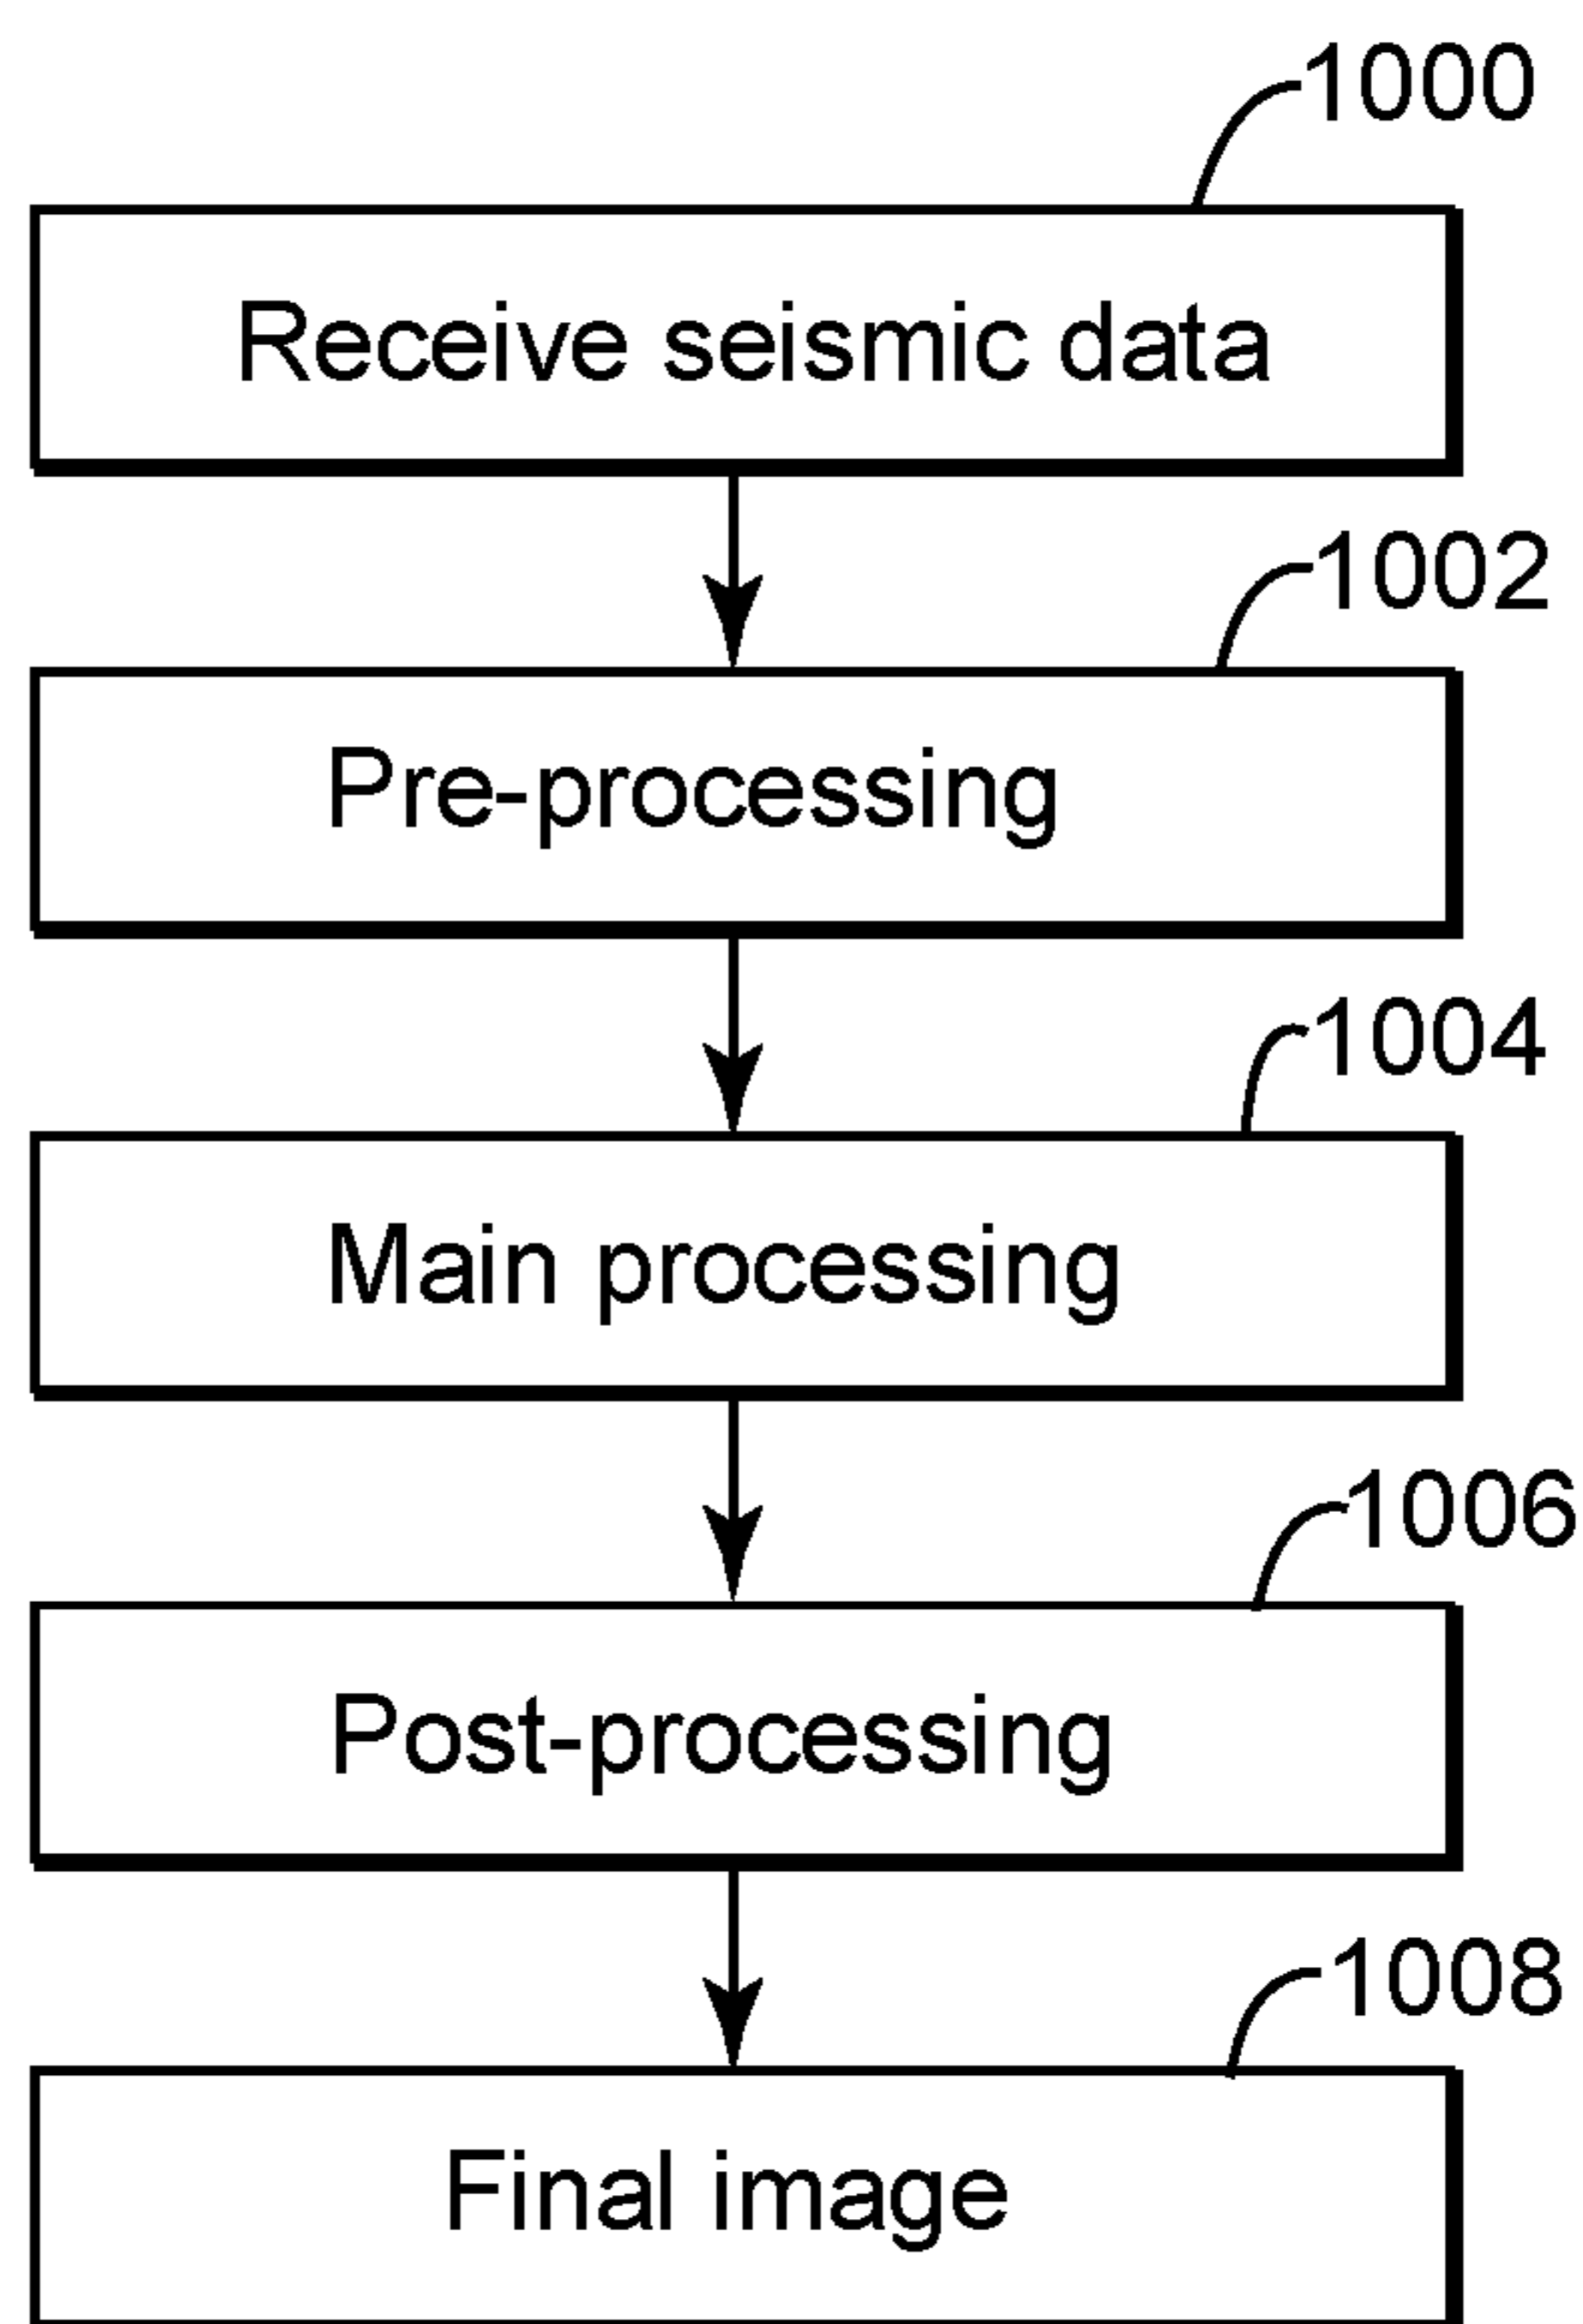 1000
Receive seismic data
1002
Pre-processing
1004
Main processing
1006
Post-processing
1008
Final image